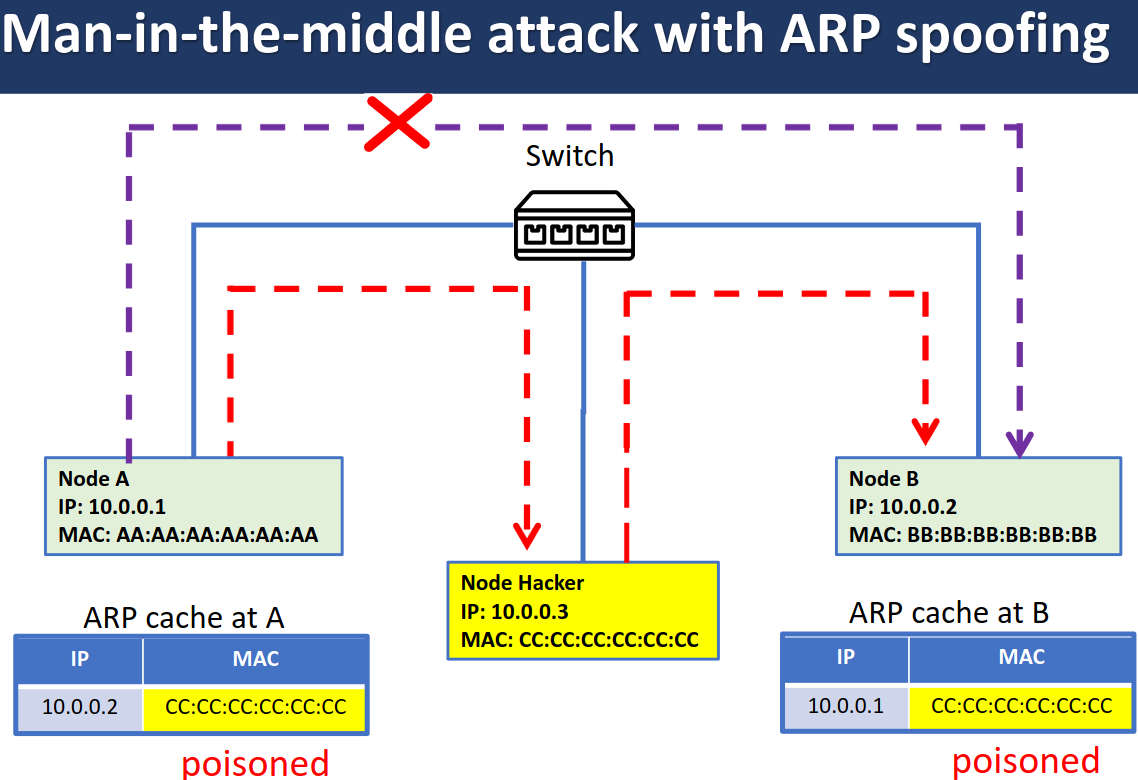 Man-in-the-middle attack with ARP spoofing
Switch
Node A
IP: 10.0.0.1
MAC: AA:AA:AA:AA:AA:AA
Node B
IP: 10.0.0.2
MAC: BB:BB:BB:BB:BB:BB
Node Hacker
IP: 10.0.0.3
MAC: CC:CC:CC:CC:CC:CC
ARP cache at A
IP MAC
10.0.0.2 CC:CC:CC:CC:CC:CC
poisoned
ARP cache at B
IP MAC
10.0.0.1 CC:CC:CC:CC:CC:CC
poisoned